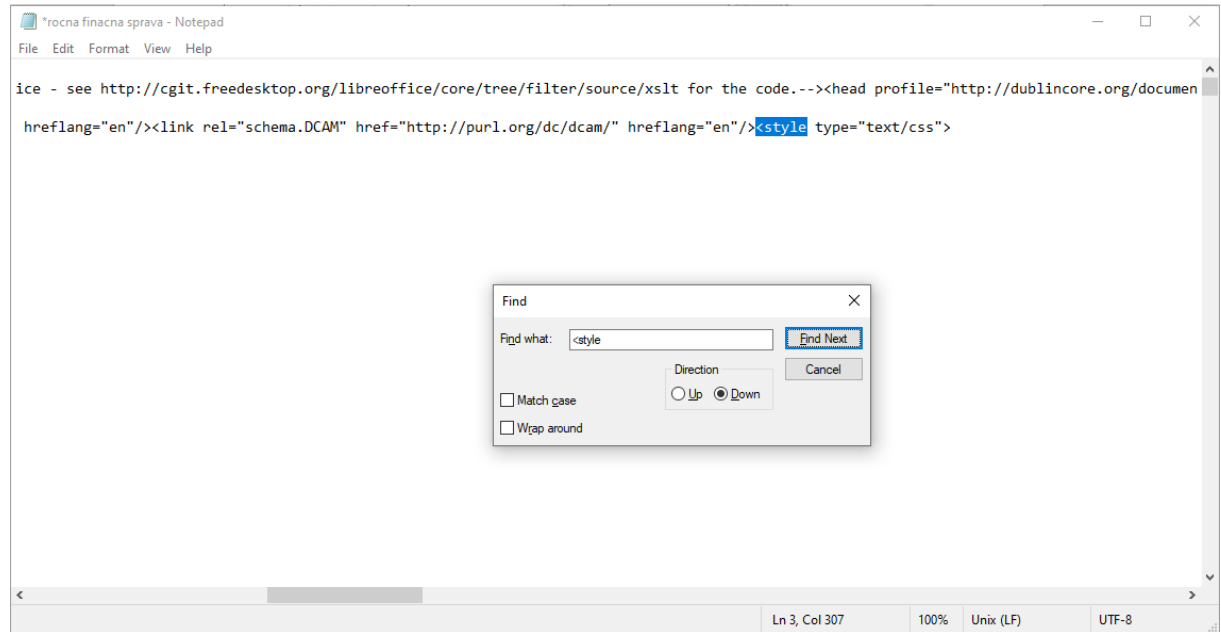 *rocna finacna sprava - Notepad
File Edit Format View Help
ice - see http://cgit.freedesktop.org/libreoffice/core/tree/filter/source/xslt for the code.--><head profile="http://dublincore.org/documen
hreflang="en"/><link rel="schema.DCAM" href="http://purl.org/dc/dcam/" hreflang="en"/><style type="text/css">
Find
Find what: <style
Find Next
Direction
Cancel
Up Down
Match case
Wrap around
Ln 3, Col 307 100% Unix (LF) UTF-8